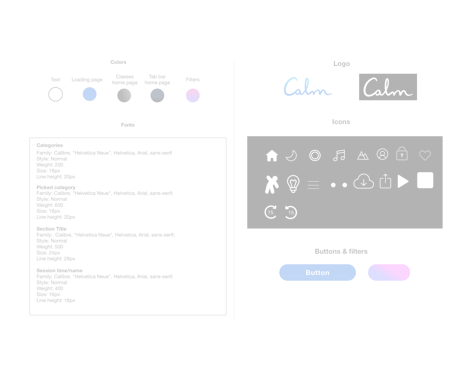 Colors
Text
Loading page
Classes home page
Tab bar home page
Filters
Fonts
Categories
Family: Calibre, "Helvetica Neue", Helvetica, Arial, sans-serif;
Style: Normal
Weight: 200
Size: 18px
Line height: 20px
Picked category
Family: Calibre, "Helvetica Neue", Helvetica, Arial, sans-serif;
Style: Normal
Weight: 600
Size: 18px
Line height: 20px
Section Title
Family: Calibre, "Helvetica Neue", Helvetica, Arial, sans-serif;
Style: Normal
Weight: 500
Size: 24px
Line height: 28px
Session time/name
Family: Calibre, "Helvetica Neue", Helvetica, Arial, sans-serif;
Style: Normal
Weight: 400
Size: 16px
Line height: 18px
Logo
Calm
Calm
Icons
15
15
Buttons & filters
Button